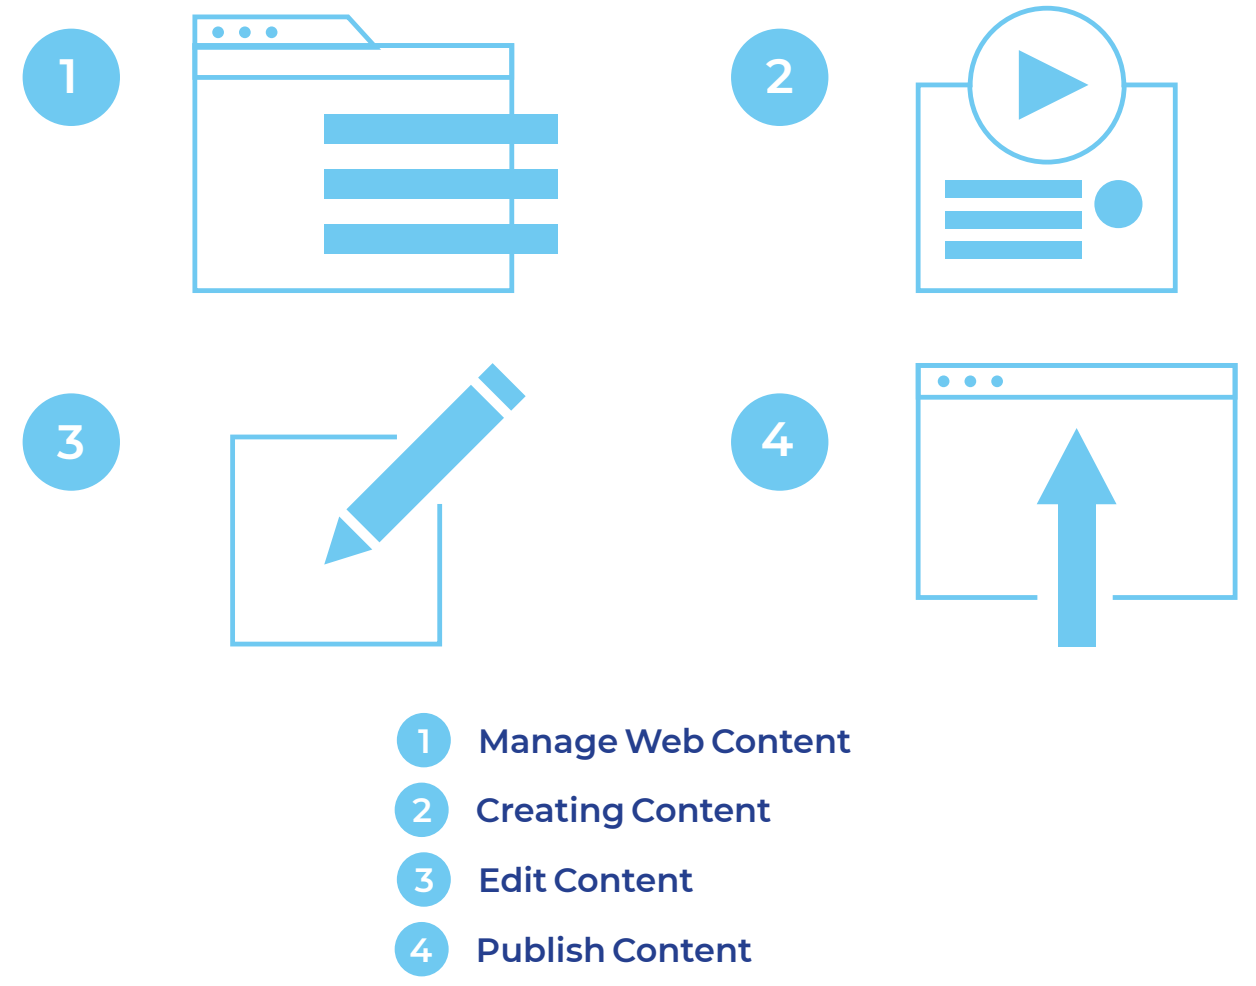 1
2
3
4
1 Manage Web Content
2 Creating Content
3 Edit Content
4 Publish Content